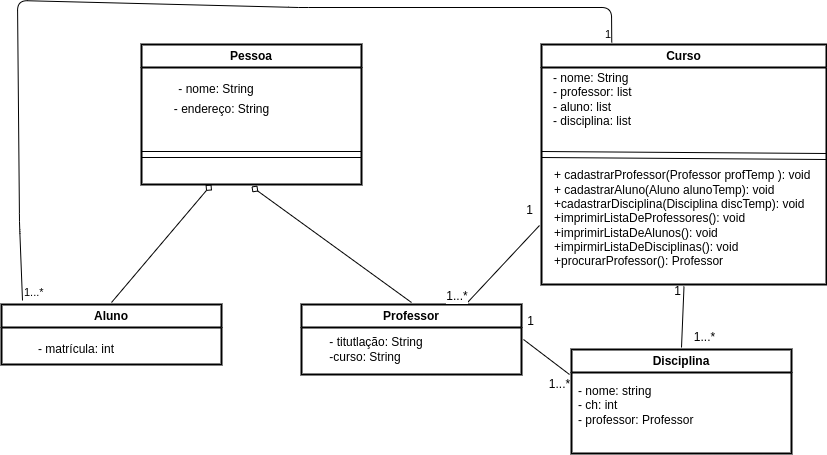 1
Pessoa
- nome: String
- endereço: String
Curso
- nome: String
- professor: list
- aluno: list
- disciplina: list
+ cadastrarProfessor(Professor profTemp ): void
+ cadastrarAluno(Aluno alunoTemp): void
+cadastrarDisciplina(Disciplina discTemp): void
+imprimirListaDeProfessores(): void
+imprimirListaDeAlunos(): void
+impirmirListaDeDisciplinas(): void
+procurarProfessor(): Professor
1
1...*
1...*
1
Aluno
- matrícula: int
Professor
- titutlação: String
-curso: String
1
1...*
1...*
Disciplina
- nome: string
- ch: int
- professor: Professor